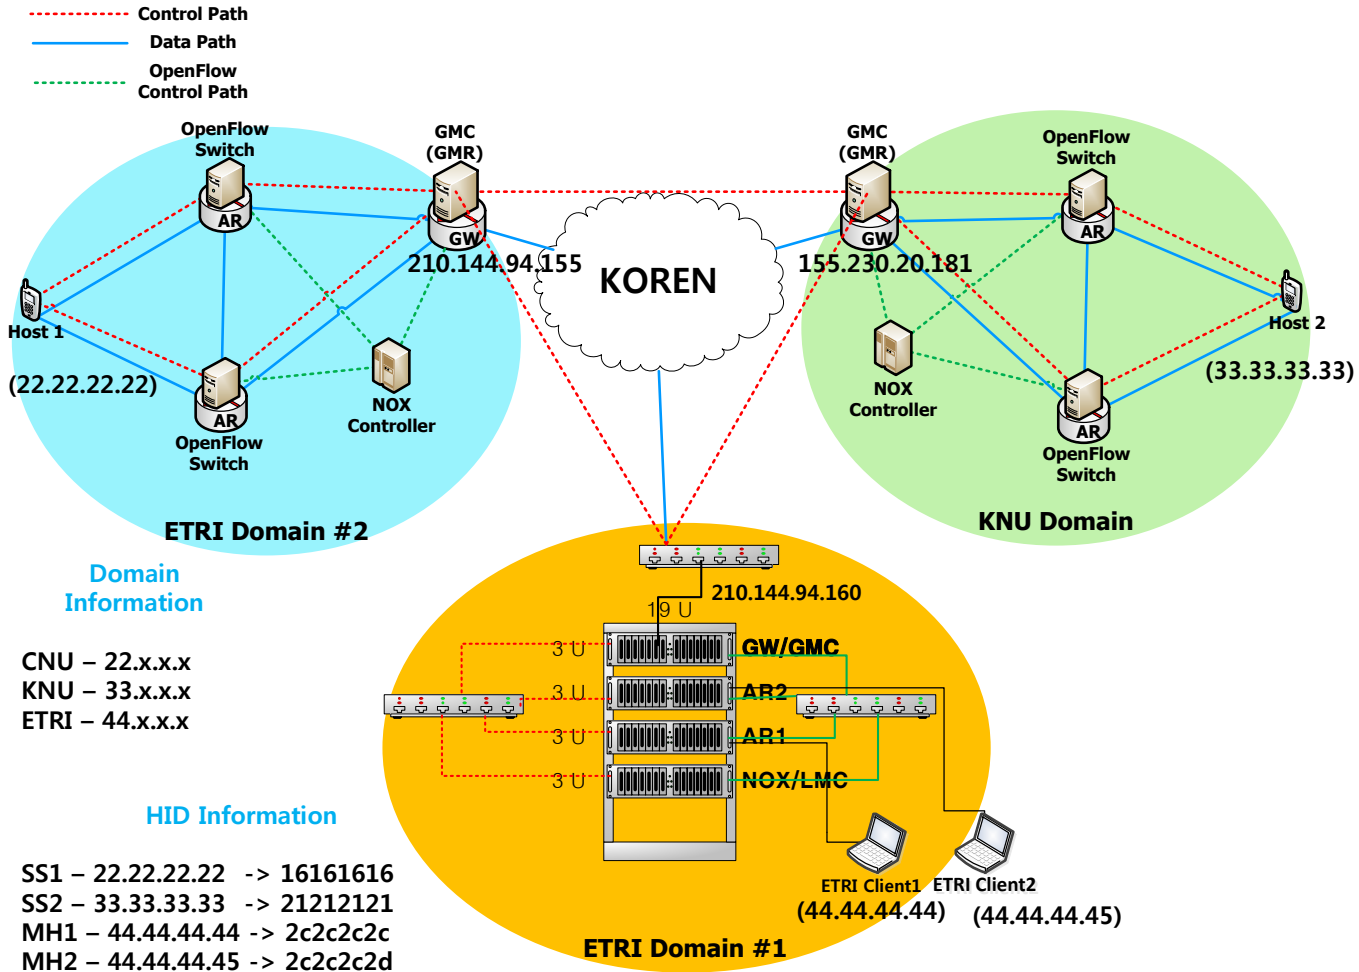 Control Path
Data Path
OpenFlow
Control Path
OpenFlow
Switch
GMC
(GMR)
GMC
(GMR)
OpenFlow
Switch
AR
GW
GW
AR
210.144.94.155
KOREN
155.230.20.181
Host 1
(22.22.22.22)
NOX
Controller
AR
OpenFlow
Switch
ETRI Domain #2
Host 2
(33.33.33.33)
NOX
Controller
AR
OpenFlow
Switch
KNU Domain
Domain
Information
CNU – 22.x.x.x
KNU – 33.x.x.x
ETRI – 44.x.x.x
210.144.94.160
19 U
3 U
GW/GMC
3 U
AR2
3 U
AR1
3 U
NOX/LMC
ETRI Client1
(44.44.44.44)
ETRI Client2
(44.44.44.45)
ETRI Domain #1
HID Information
SS1 – 22.22.22.22 -> 16161616
SS2 – 33.33.33.33 -> 21212121
MH1 – 44.44.44.44 -> 2c2c2c2c
MH2 – 44.44.44.45 -> 2c2c2c2d